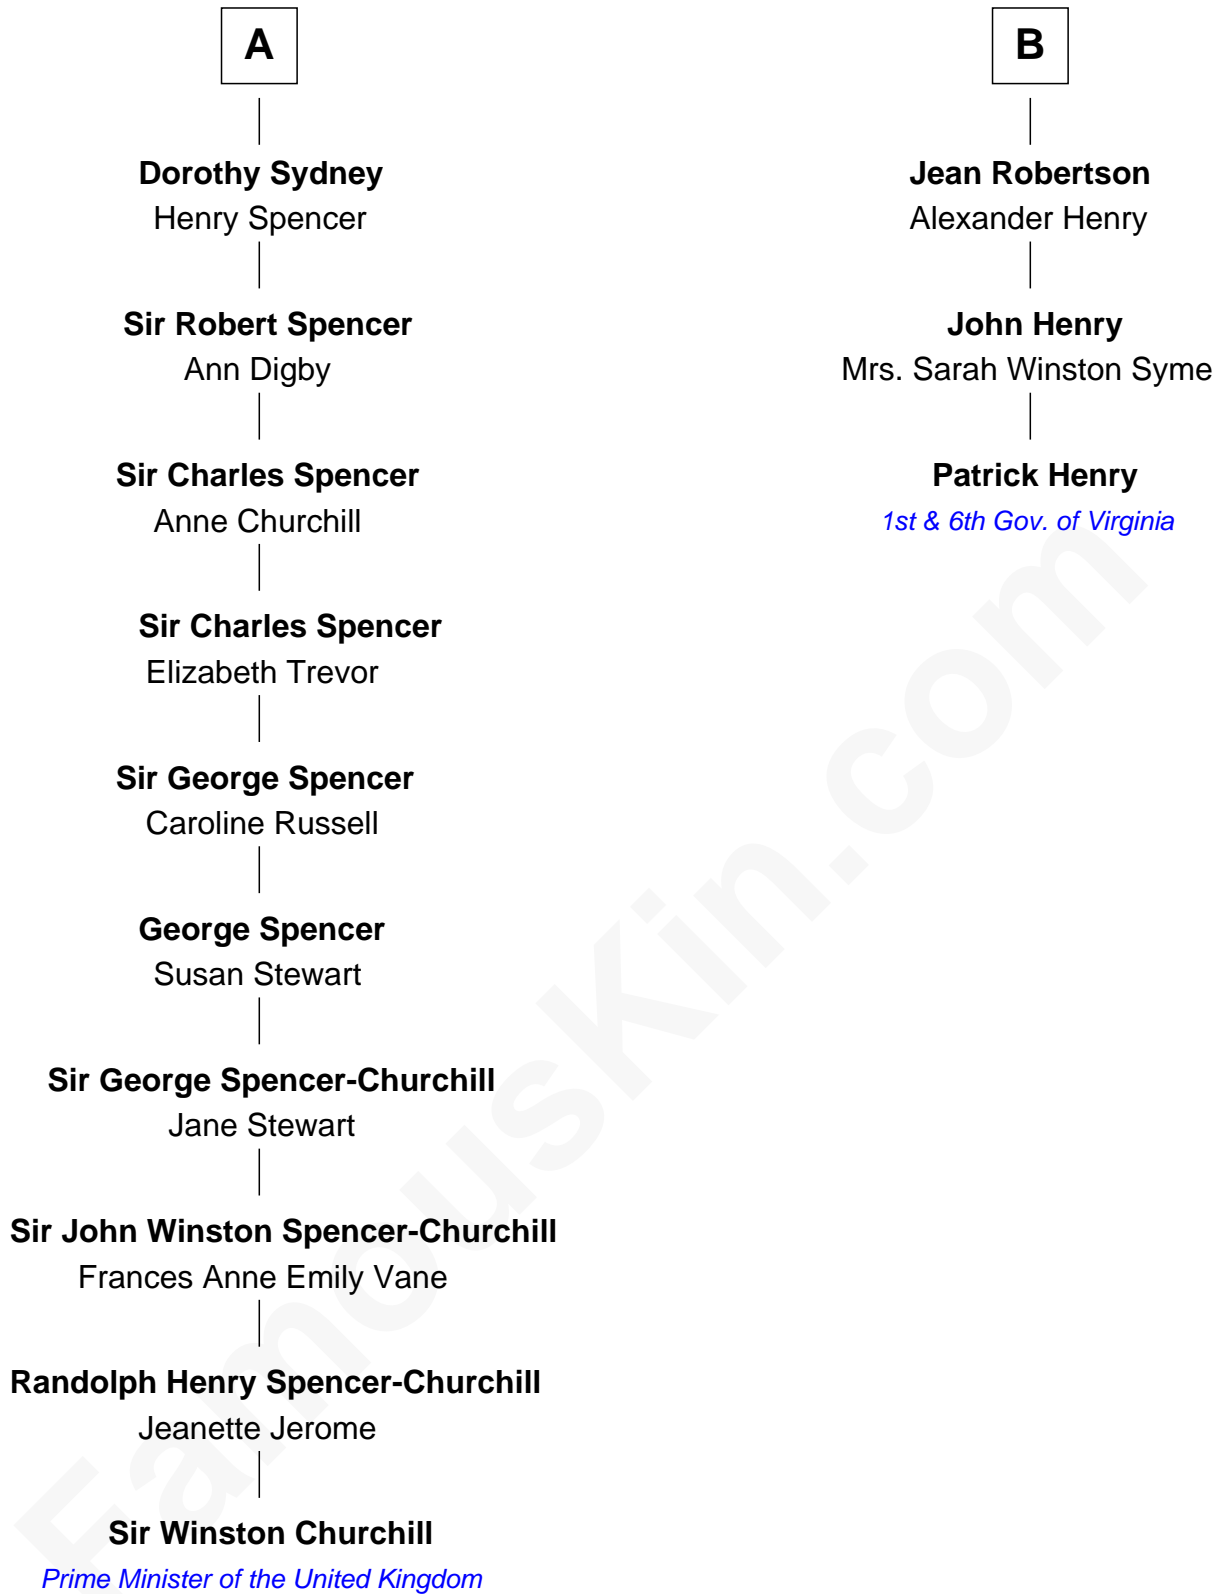 A
Dorothy Sydney
Henry Spencer
Sir Robert Spencer
Ann Digby
Sir Charles Spencer
Anne Churchill
Sir Charles Spencer
Elizabeth Trevor
Sir George Spencer
Caroline Russell
George Spencer
Susan Stewart
Sir George Spencer-Churchill
Jane Stewart
Sir John Winston Spencer-Churchill
Frances Anne Emily Vane
Randolph Henry Spencer-Churchill
Jeanette Jerome
Sir Winston Churchill
Prime Minister of the United Kingdom
B
Jean Robertson
Alexander Henry
John Henry
Mrs. Sarah Winston Syme
Patrick Henry
1st & 6th Gov. of Virginia
FamousKin.com